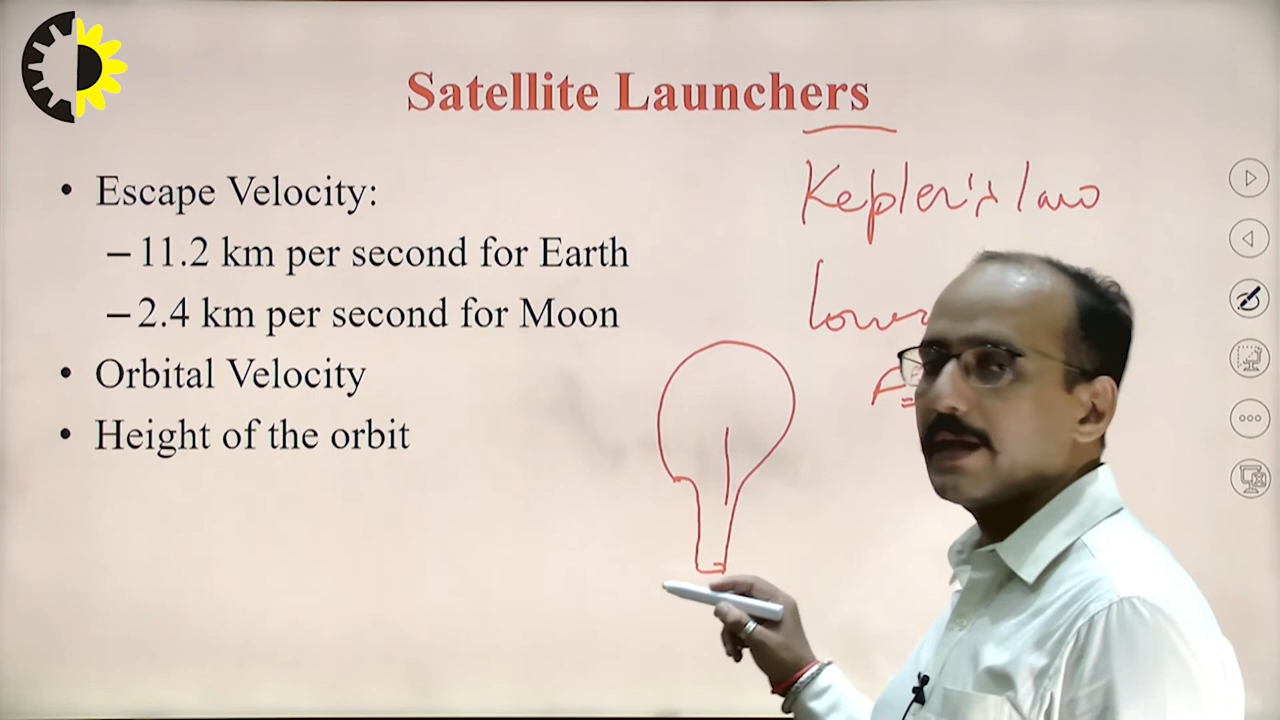 Satellite Launchers
• Escape Velocity:
– 11.2 km per second for Earth
– 2.4 km per second for Moon
• Orbital Velocity
• Height of the orbit
Kepler's law